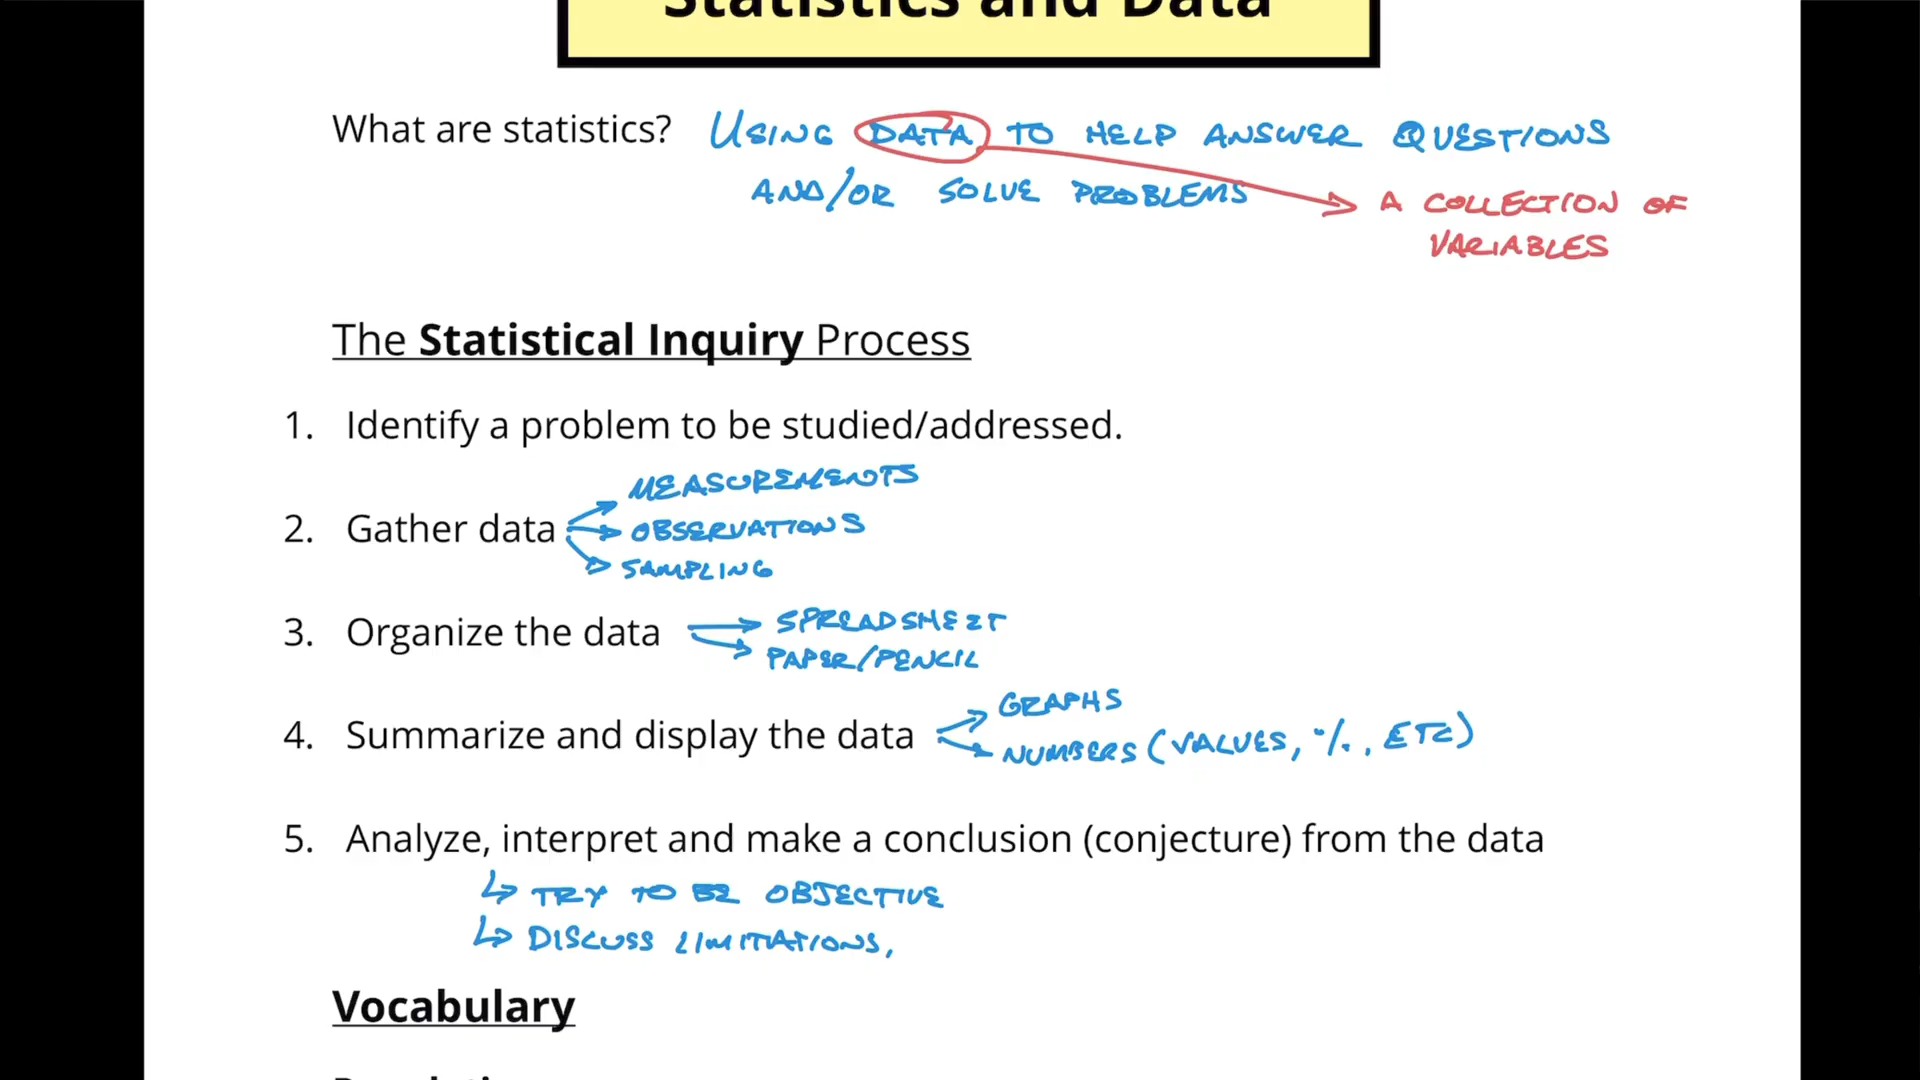 Statistics and Data
What are statistics? USING DATA TO HELP ANSWER QUESTIONS
AND/OR SOLVE PROBLEMS
A COLLECTION OF
VARIABLES
The Statistical Inquiry Process
1. Identify a problem to be studied/addressed.
MEASUREMENTS
2. Gather data
OBSERVATIONS
SAMPLING
3. Organize the data
SPREADSHEET
PAPER/PENCIL
GRAPHS
4. Summarize and display the data
NUMBERS (VALUES, %, ETC)
5. Analyze, interpret and make a conclusion (conjecture) from the data
TRY TO BE OBJECTIVE
DISCUSS LIMITATIONS,
Vocabulary